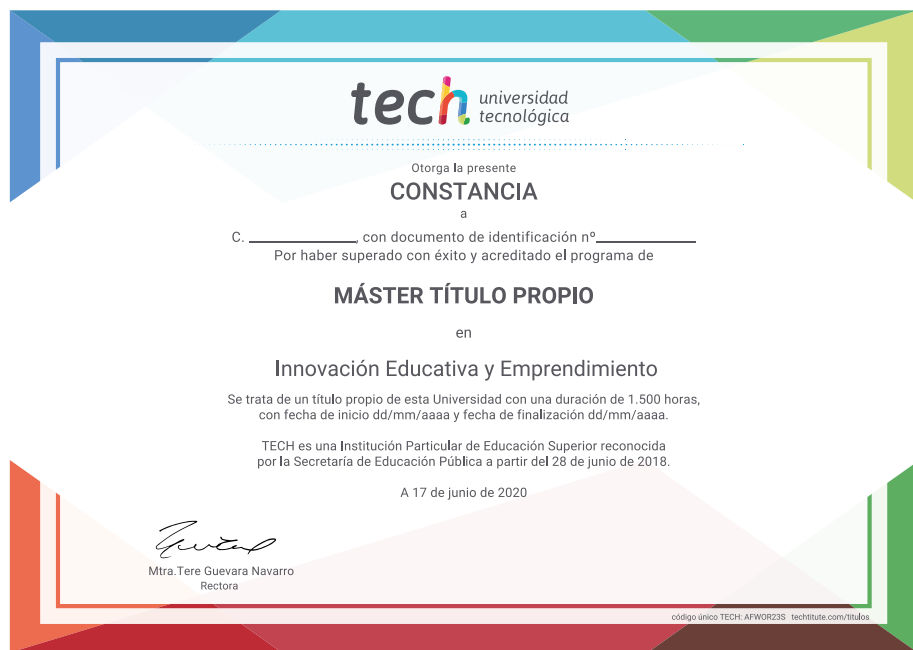 tech universidad
tecnológica
Otorga la presente
CONSTANCIA
a
C. ____________, con documento de identificación nº____________
Por haber superado con éxito y acreditado el programa de
MÁSTER TÍTULO PROPIO
en
Innovación Educativa y Emprendimiento
Se trata de un título propio de esta Universidad con una duración de 1.500 horas,
con fecha de inicio dd/mm/aaaa y fecha de finalización dd/mm/aaaa.
TECH es una Institución Particular de Educación Superior reconocida
por la Secretaría de Educación Pública a partir del 28 de junio de 2018.
A 17 de junio de 2020
Mtra.Tere Guevara Navarro
Rectora
código único TECH: AFWOR23S techtitute.com/titulos